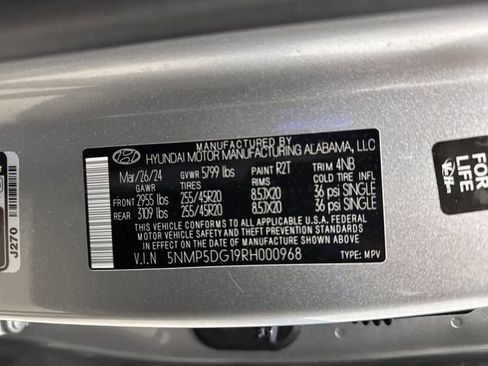 MANUFACTURED BY
HYUNDAI MOTOR MANUFACTURING ALABAMA, LLC
Mar/26/24 GVWR 5799 lbs PAINT R2T TRIM 4NB
GAWR TIRES RIMS COLD TIRE INFL
FRONT 2955 lbs 255/45R20 8.5JX20 36 psi SINGLE
REAR 3109 lbs 255/45R20 8.5JX20 36 psi SINGLE
THIS VEHICLE CONFORMS TO ALL APPLICABLE
U.S.A. FEDERAL MOTOR VEHICLE SAFETY STANDARDS
IN EFFECT ON THE DATE OF MANUFACTURE SHOWN ABOVE.
V.I.N 5NMP5DG19RH000968 TYPE: MPV
J270
FOR
LIFE